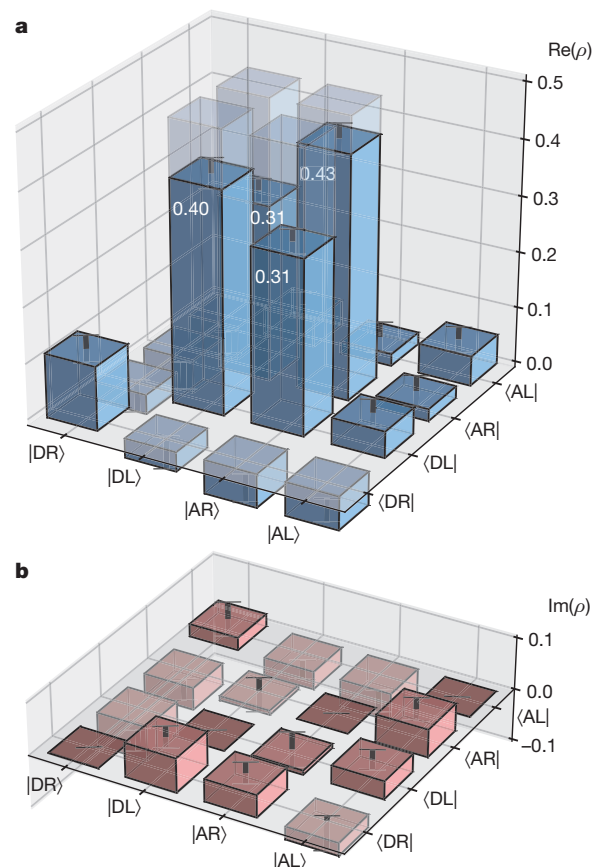 a
Re(ρ)
0.5
0.4
0.3
0.2
0.1
0.0
0.40
0.31
0.43
0.31
|DR⟩
|DL⟩
|AR⟩
|AL⟩
⟨AL|
⟨AR|
⟨DL|
⟨DR|
b
Im(ρ)
0.1
0.0
−0.1
|DR⟩
|DL⟩
|AR⟩
|AL⟩
⟨AL|
⟨AR|
⟨DL|
⟨DR|